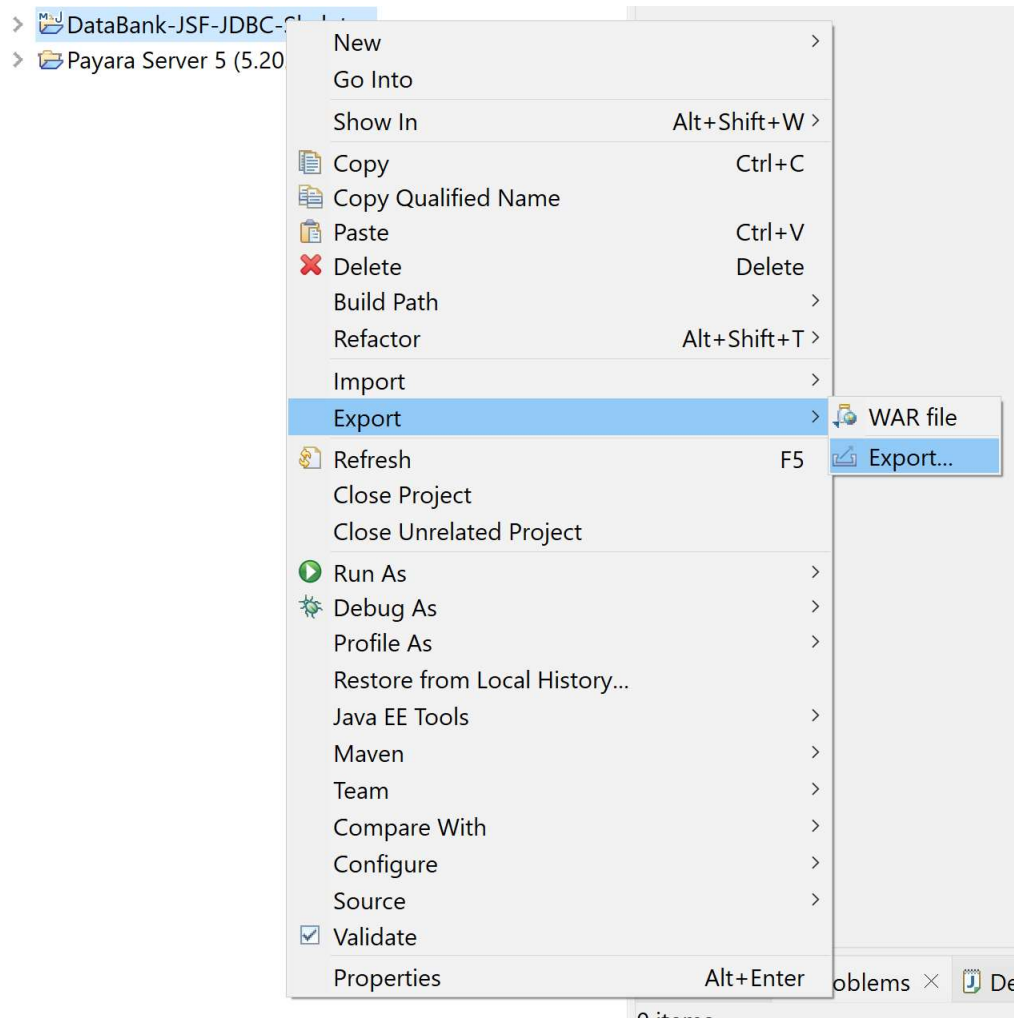 DataBank-JSF-JDBC-
Payara Server 5 (5.20
New
Go Into
Show In Alt+Shift+W
Copy Ctrl+C
Copy Qualified Name
Paste Ctrl+V
Delete Delete
Build Path
Refactor Alt+Shift+T
Import
Export
WAR file
Export...
Refresh F5
Close Project
Close Unrelated Project
Run As
Debug As
Profile As
Restore from Local History...
Java EE Tools
Maven
Team
Compare With
Configure
Source
Validate
Properties Alt+Enter
oblems
De